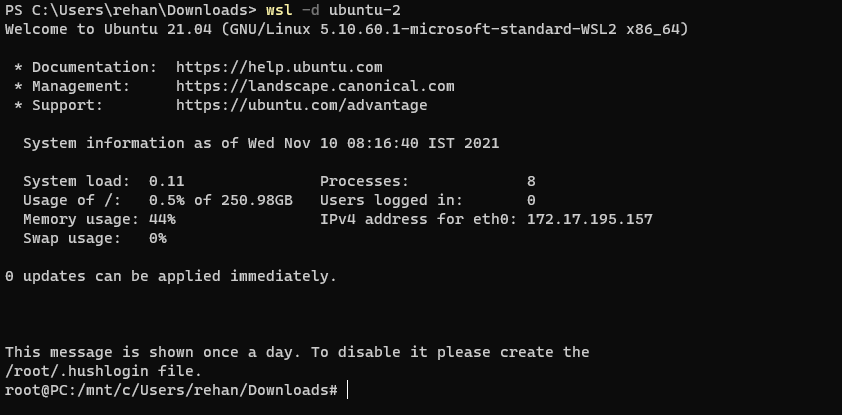 PS C:\Users\rehan\Downloads> wsl -d ubuntu-2
Welcome to Ubuntu 21.04 (GNU/Linux 5.10.60.1-microsoft-standard-WSL2 x86_64)
* Documentation:  https://help.ubuntu.com
* Management:     https://landscape.canonical.com
* Support:        https://ubuntu.com/advantage
System information as of Wed Nov 10 08:16:40 IST 2021
System load:  0.11               Processes:             8
Usage of /:   0.5% of 250.98GB   Users logged in:       0
Memory usage: 44%                IPv4 address for eth0: 172.17.195.157
Swap usage:   0%
0 updates can be applied immediately.
This message is shown once a day. To disable it please create the
/root/.hushlogin file.
root@PC:/mnt/c/Users/rehan/Downloads#